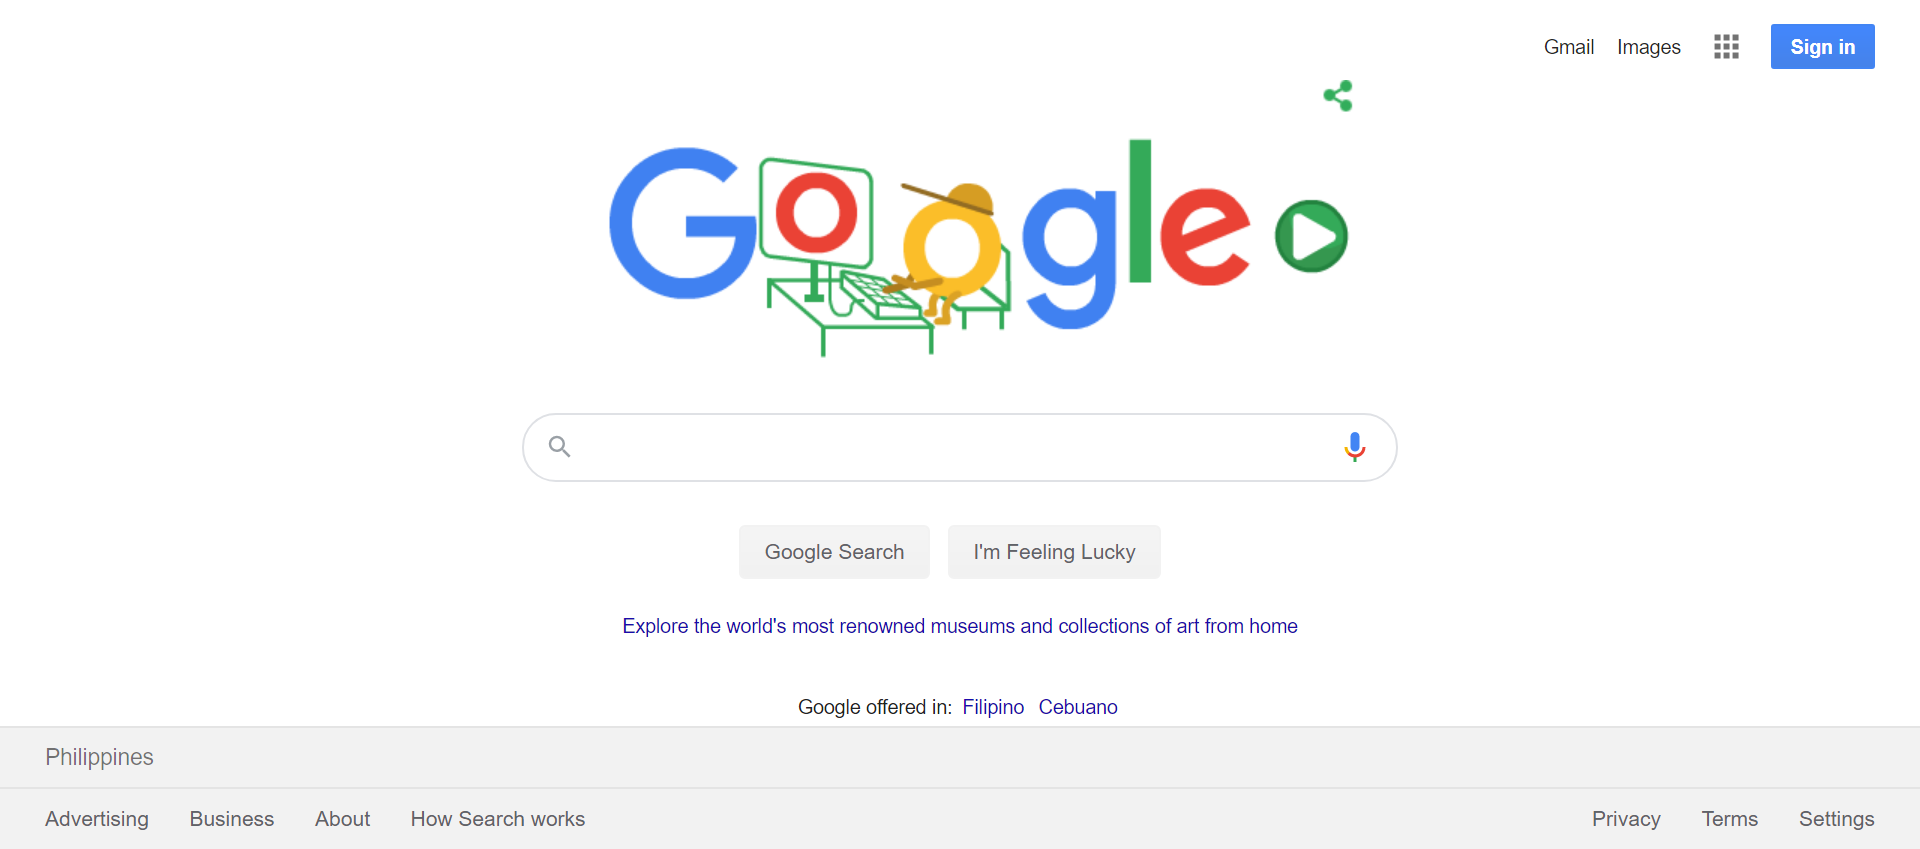 Gmail Images Sign in
Google
Google Search I'm Feeling Lucky
Explore the world's most renowned museums and collections of art from home
Google offered in: Filipino Cebuano
Philippines
Advertising Business About How Search works Privacy Terms Settings